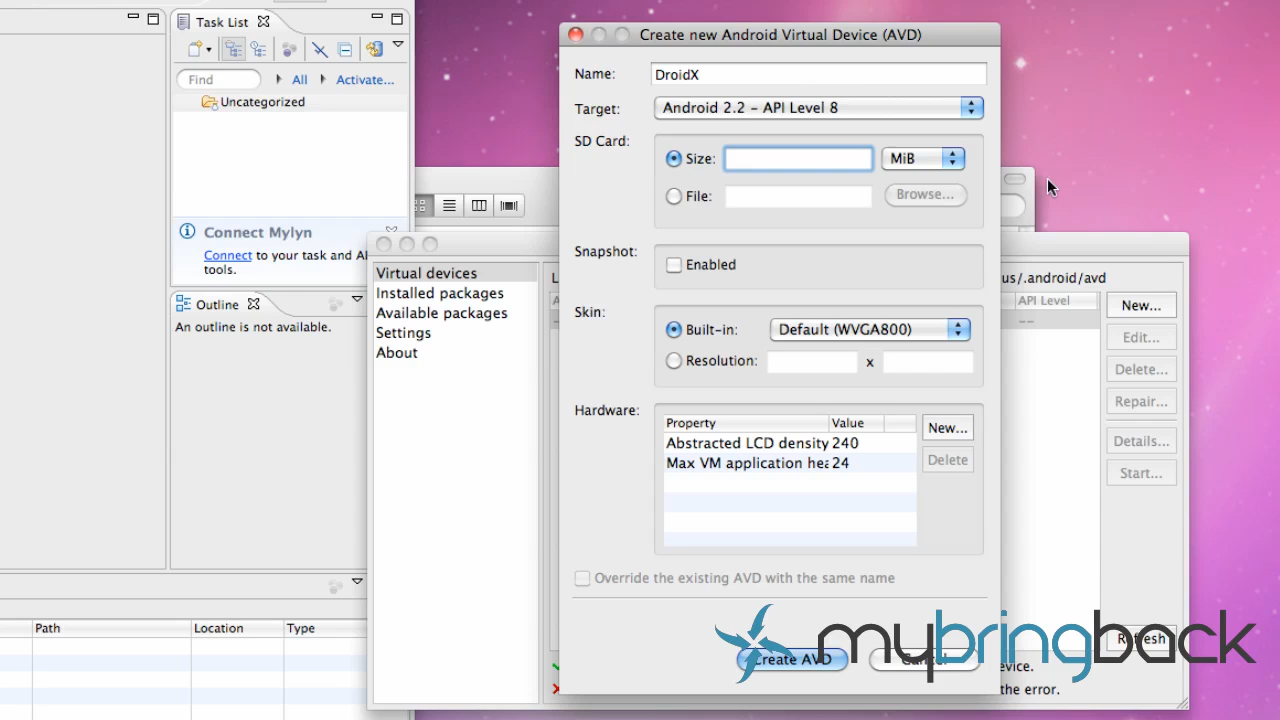 Task List
Find
All
Activate...
Uncategorized
Connect Mylyn
Connect to your task and
tools.
Outline
An outline is not available.
Path
Location
Type
Virtual devices
Installed packages
Available packages
Settings
About
us/.android/avd
API Level
--
New...
Edit...
Delete...
Repair...
Details...
Start...
Refresh
evice.
the error.
Create new Android Virtual Device (AVD)
Name:
DroidX
Target:
Android 2.2 – API Level 8
SD Card:
Size:
MiB
File:
Browse...
Snapshot:
Enabled
Skin:
Built-in:
Default (WVGA800)
Resolution:
x
Hardware:
Property
Value
New...
Abstracted LCD density
240
Max VM application hea
24
Delete
Override the existing AVD with the same name
Create AVD
Cancel
mybringback